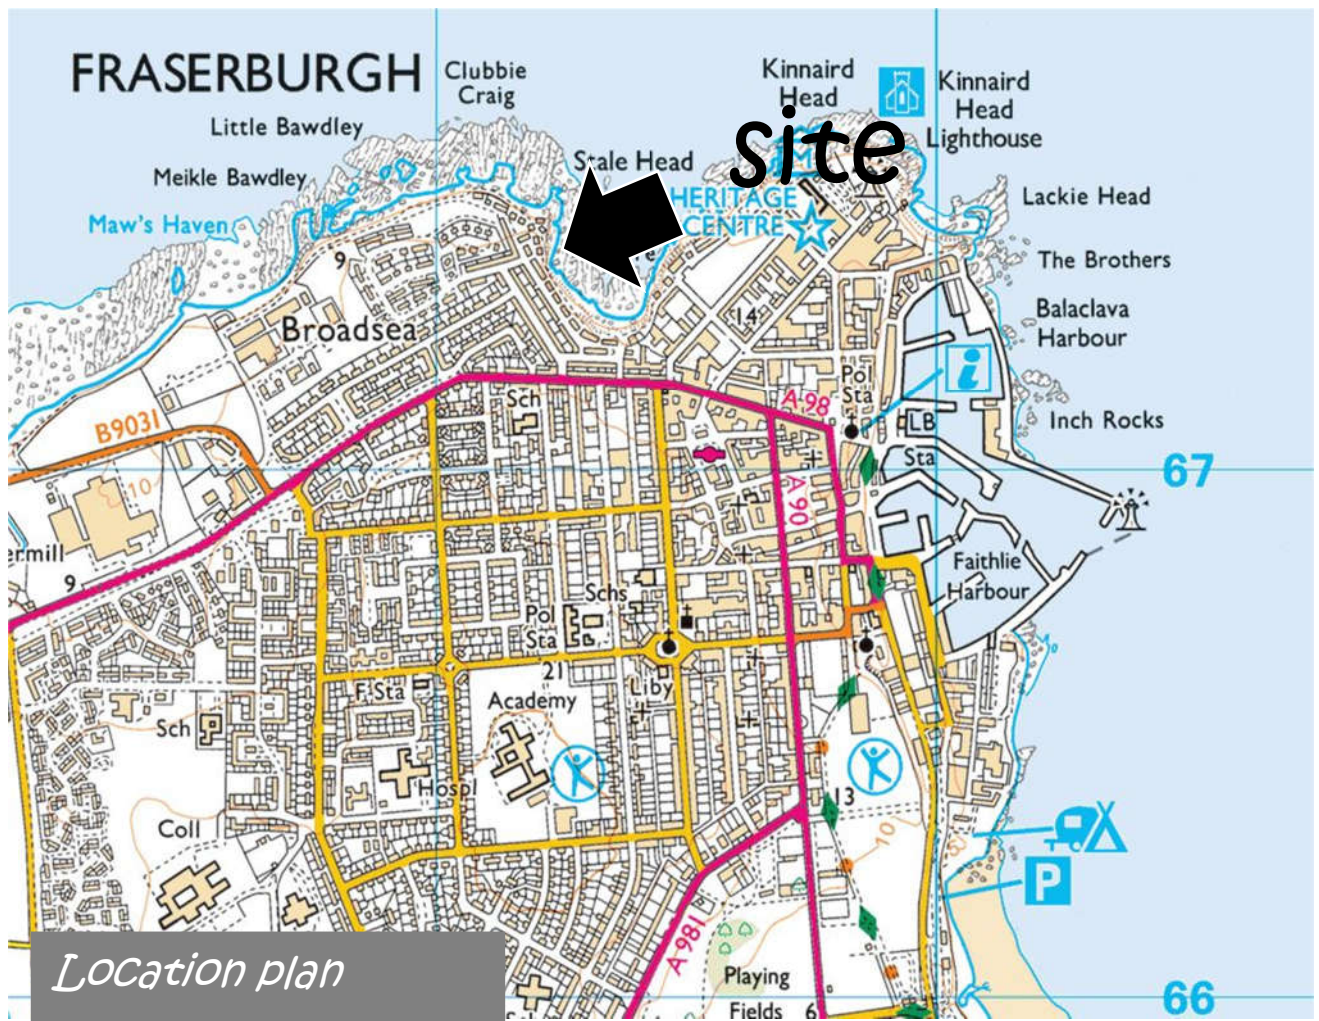 FRASERBURGH
Clubbie
Craig
Kinnaird
Head
Kinnaird
Head
Lighthouse
site
Little Bawdley
Stale Head
Meikle Bawdley
M
HERITAGE
CENTRE
Lackie Head
Maw's Haven
The Brothers
9
Balaclava
Harbour
14
Broadsea
i
Pol
Sta
A 98
Sch
LB
Sta
Inch Rocks
B9031
67
10
A 90
ermill
9
Faithlie
Harbour
Schs
Pol
Sta
21
F Sta
Liby
Academy
Sch
Hospl
13
Coll
10
5
P
A 981
Location plan
Playing
Fields
6
66